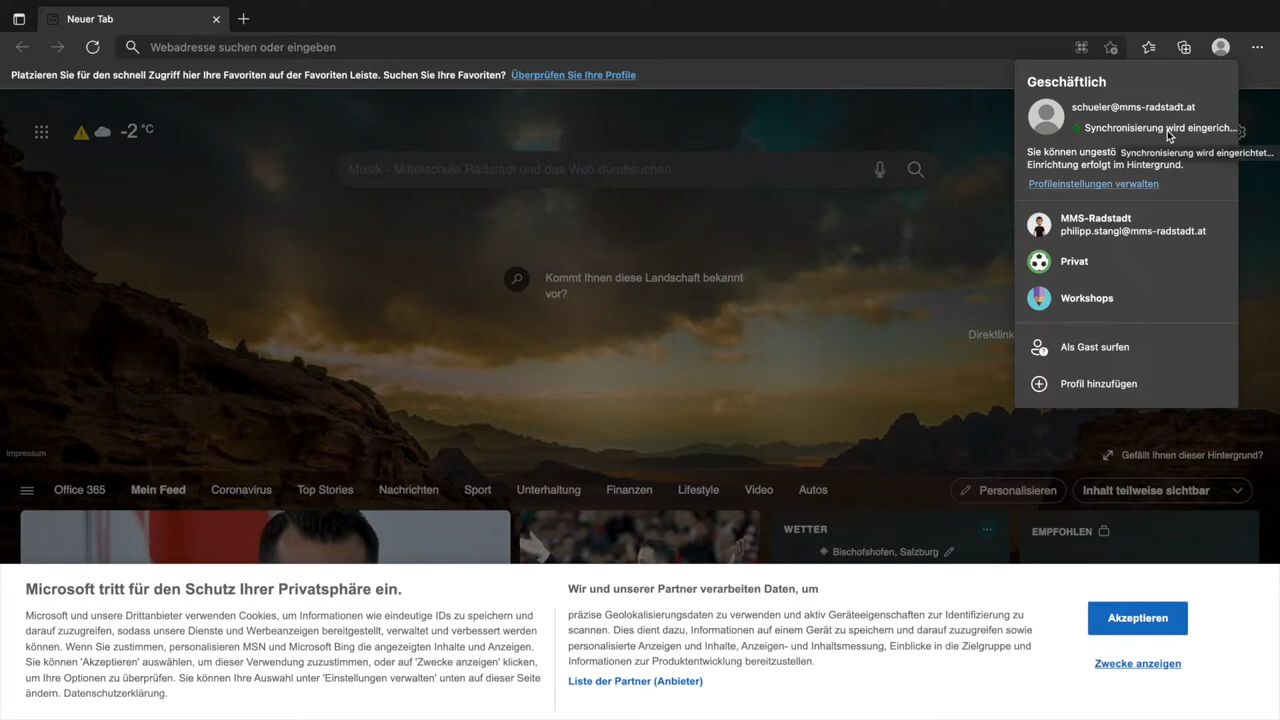 Neuer Tab
Webadresse suchen oder eingeben
Platzieren Sie für den schnell Zugriff hier Ihre Favoriten auf der Favoriten Leiste. Suchen Sie Ihre Favoriten? Überprüfen Sie Ihre Profile
Geschäftlich
schueler@mms-radstadt.at
Synchronisierung wird eingerich...
Sie können ungestö
Synchronisierung wird eingerichtet...
Einrichtung erfolgt im Hintergrund.
Profileinstellungen verwalten
MMS-Radstadt
philipp.stangl@mms-radstadt.at
Privat
Workshops
Als Gast surfen
Profil hinzufügen
-2 °C
Musik - Mittelschule Radstadt und das Web durchsuchen
Kommt Ihnen diese Landschaft bekannt
vor?
Direktlink
Impressum
Gefällt Ihnen dieser Hintergrund?
Office 365 Mein Feed Coronavirus Top Stories Nachrichten Sport Unterhaltung Finanzen Lifestyle Video Autos Personalisieren Inhalt teilweise sichtbar
WETTER
Bischofshofen, Salzburg
EMPFOHLEN
Microsoft tritt für den Schutz Ihrer Privatsphäre ein.
Microsoft und unsere Drittanbieter verwenden Cookies, um Informationen wie eindeutige IDs zu speichern und
darauf zuzugreifen, sodass unsere Dienste und Werbeanzeigen bereitgestellt, verwaltet und verbessert werden
können. Wenn Sie zustimmen, personalisieren MSN und Microsoft Bing die angezeigten Inhalte und Anzeigen.
Sie können 'Akzeptieren' auswählen, um dieser Verwendung zuzustimmen, oder auf 'Zwecke anzeigen' klicken,
um Ihre Optionen zu überprüfen. Sie können Ihre Auswahl unter 'Einstellungen verwalten' unten auf dieser Seite
ändern. Datenschutzerklärung.
Wir und unserer Partner verarbeiten Daten, um
präzise Geolokalisierungsdaten zu verwenden und aktiv Geräteeigenschaften zur Identifizierung zu
scannen. Dies dient dazu, Informationen auf einem Gerät zu speichern und darauf zuzugreifen sowie
personalisierte Anzeigen und Inhalte, Anzeigen- und Inhaltsmessung, Einblicke in die Zielgruppe und
Informationen zur Produktentwicklung bereitzustellen.
Liste der Partner (Anbieter)
Akzeptieren
Zwecke anzeigen